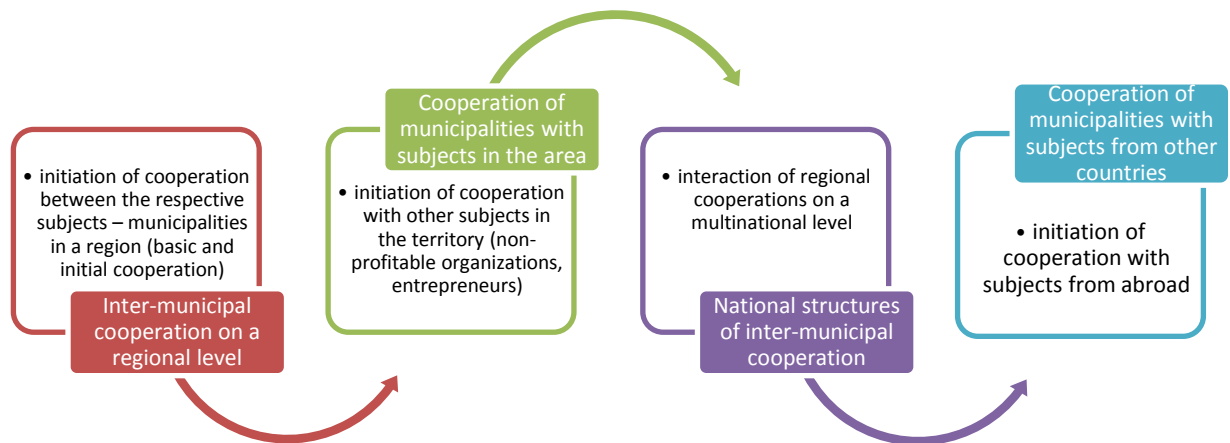 • initiation of cooperation
between the respective
subjects – municipalities
in a region (basic and
initial cooperation)
Inter-municipal
cooperation on a
regional level
Cooperation of
municipalities with
subjects in the area
• initiation of cooperation
with other subjects in
the territory (non-
profitable organizations,
entrepreneurs)
• interaction of regional
cooperations on a
multinational level
National structures
of inter-municipal
cooperation
Cooperation of
municipalities with
subjects from other
countries
• initiation of
cooperation with
subjects from abroad